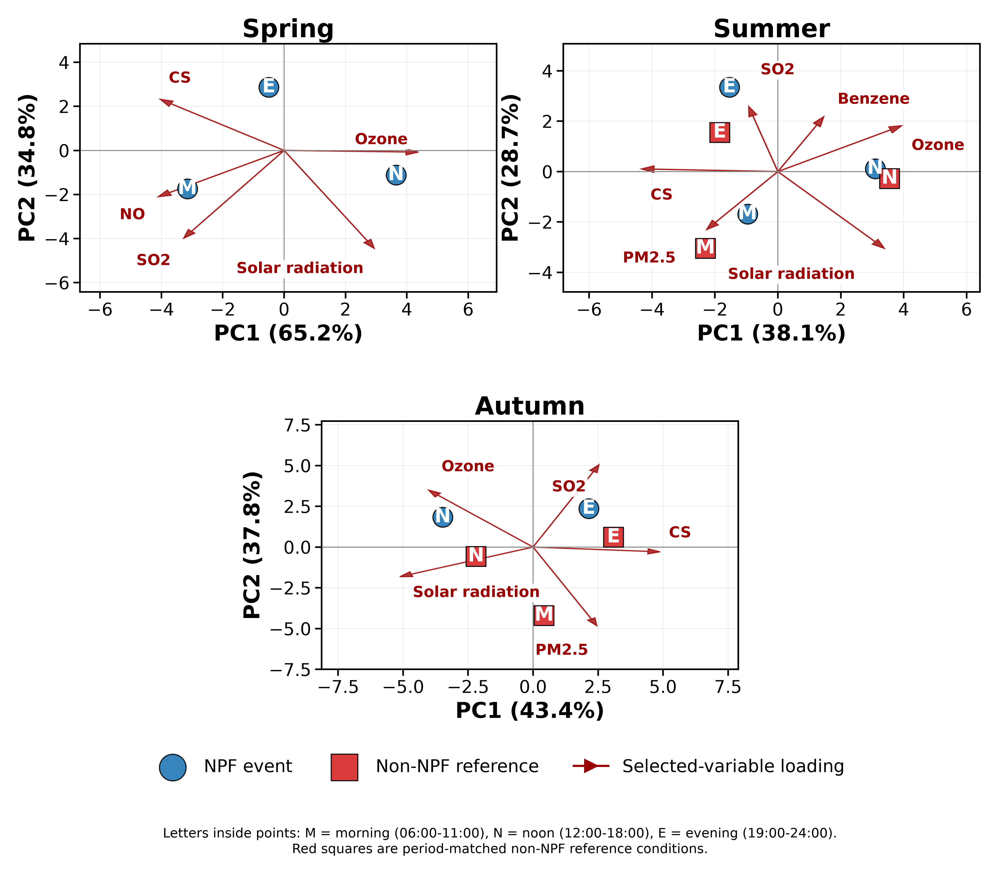 Spring
PC2 (34.8%)
4
2
0
−2
−4
−6
CS
E
Ozone
N
M
NO
SO2
Solar radiation
−6 −4 −2 0 2 4 6
PC1 (65.2%)
Summer
PC2 (28.7%)
4
2
0
−2
−4
SO2
E
Benzene
E
Ozone
N
N
CS
M
M
PM2.5
Solar radiation
−6 −4 −2 0 2 4 6
PC1 (38.1%)
Autumn
PC2 (37.8%)
7.5
5.0
2.5
0.0
−2.5
−5.0
−7.5
Ozone
SO2
N
E
E
CS
N
Solar radiation
M
PM2.5
−7.5 −5.0 −2.5 0.0 2.5 5.0 7.5
PC1 (43.4%)
NPF event Non-NPF reference Selected-variable loading
Letters inside points: M = morning (06:00-11:00), N = noon (12:00-18:00), E = evening (19:00-24:00).
Red squares are period-matched non-NPF reference conditions.